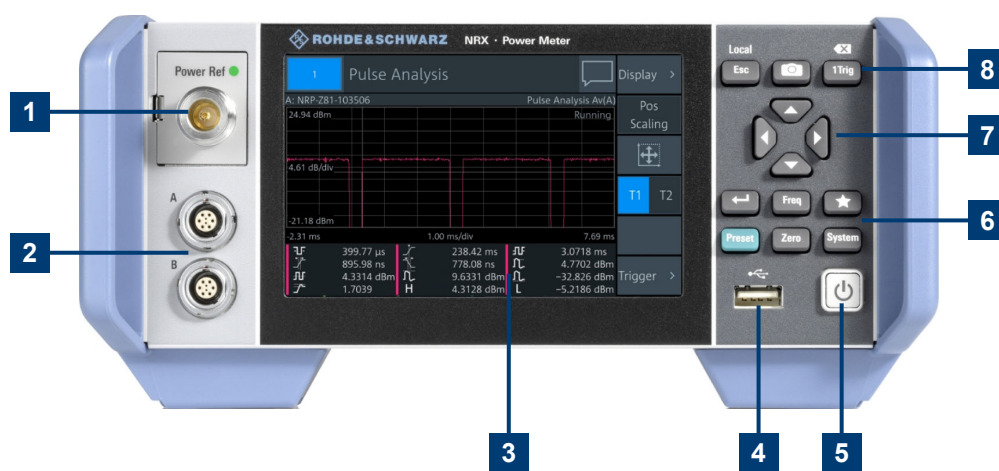 ROHDE&SCHWARZ NRX · Power Meter
Local
Power Ref
Esc
1Trig
8
1
Pulse Analysis
Display >
A: NRP-Z81-103506
Pulse Analysis Av(A)
24.94 dBm
Running
Pos
Scaling
1
7
4.61 dB/div
T1
T2
A
Freq
6
-21.18 dBm
-2.31 ms
1.00 ms/div
7.69 ms
Preset
Zero
System
2
399.77 µs
238.42 ms
3.0718 ms
895.98 ns
778.08 ns
4.7702 dBm
B
4.3314 dBm
9.6331 dBm
-32.826 dBm
Trigger >
1.7039
H
4.3128 dBm
L
-5.2186 dBm
3
4
5